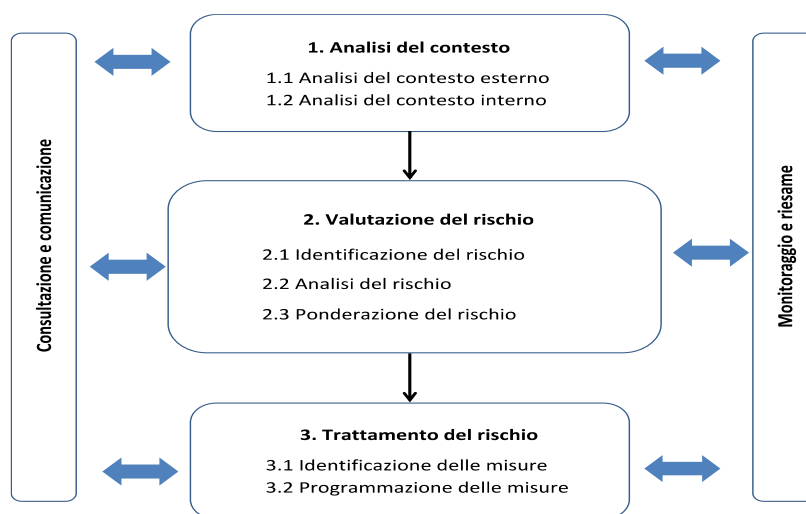 Consultazione e comunicazione
1. Analisi del contesto
1.1 Analisi del contesto esterno
1.2 Analisi del contesto interno
2. Valutazione del rischio
2.1 Identificazione del rischio
2.2 Analisi del rischio
2.3 Ponderazione del rischio
3. Trattamento del rischio
3.1 Identificazione delle misure
3.2 Programmazione delle misure
Monitoraggio e riesame